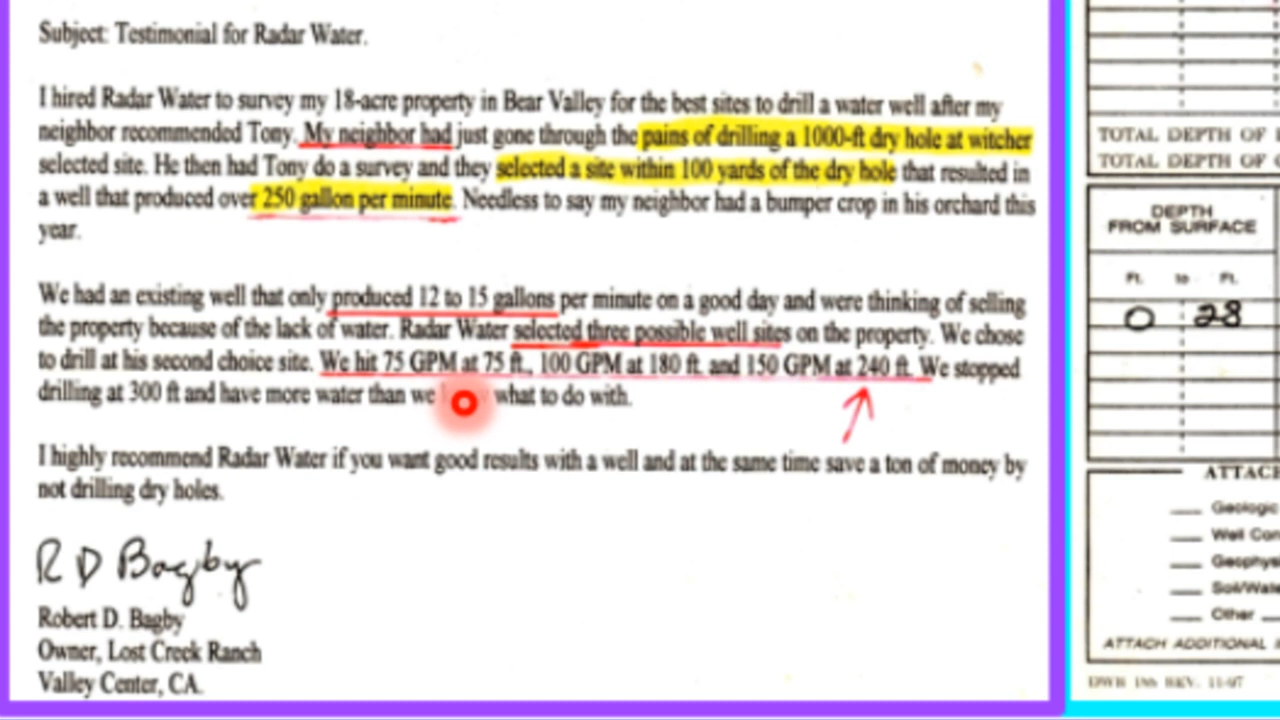 Subject: Testimonial for Radar Water.
I hired Radar Water to survey my 18-acre property in Bear Valley for the best sites to drill a water well after my
neighbor recommended Tony. My neighbor had just gone through the pains of drilling a 1000-ft dry hole at witcher
selected site. He then had Tony do a survey and they selected a site within 100 yards of the dry hole that resulted in
a well that produced over 250 gallon per minute. Needless to say my neighbor had a bumper crop in his orchard this
year.
We had an existing well that only produced 12 to 15 gallons per minute on a good day and were thinking of selling
the property because of the lack of water. Radar Water selected three possible well sites on the property. We chose
to drill at his second choice site. We hit 75 GPM at 75 ft., 100 GPM at 180 ft. and 150 GPM at 240 ft. We stopped
drilling at 300 ft and have more water than we what to do with.
I highly recommend Radar Water if you want good results with a well and at the same time save a ton of money by
not drilling dry holes.
R D Bagby
Robert D. Bagby
Owner, Lost Creek Ranch
Valley Center, CA.
TOTAL DEPTH OF
TOTAL DEPTH OF
DEPTH
FROM SURFACE
Ft. to Ft.
0 28
ATTACH
Geologic
Well Con
Geophys
Soil/Wate
Other
ATTACH ADDITIONAL
DWR 188 REV. 11-97